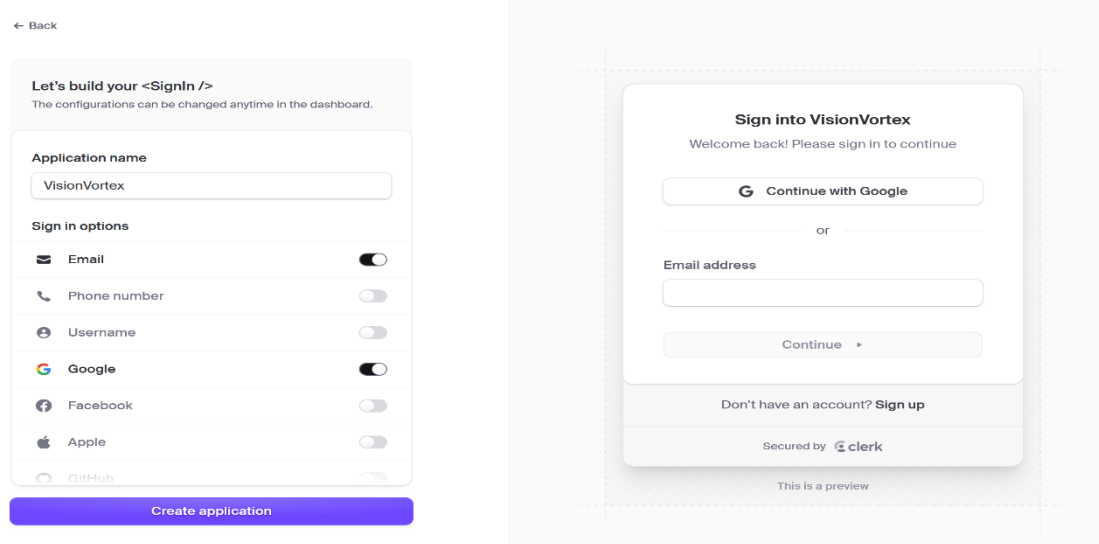 ← Back
Let's build your <SignIn />
The configurations can be changed anytime in the dashboard.
Application name
VisionVortex
Sign in options
Email
Phone number
Username
Google
Facebook
Apple
GitHub
Create application
Sign into VisionVortex
Welcome back! Please sign in to continue
Continue with Google
or
Email address
Continue
Don't have an account? Sign up
Secured by clerk
This is a preview